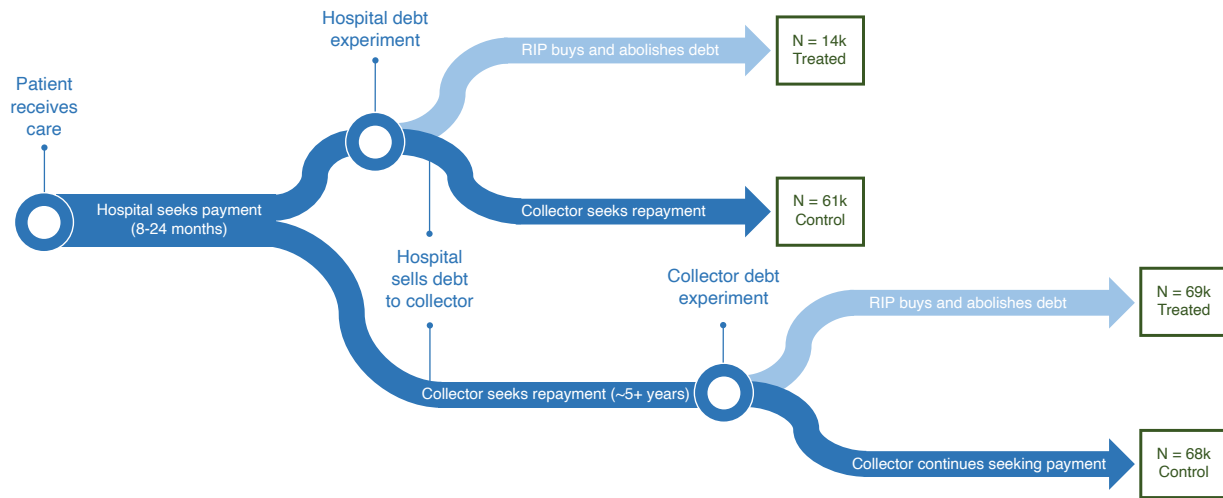 Hospital debt
experiment
RIP buys and abolishes debt
N = 14k
Treated
Patient
receives
care
Hospital seeks payment
(8-24 months)
Collector seeks repayment
N = 61k
Control
Hospital
sells debt
to collector
Collector debt
experiment
RIP buys and abolishes debt
N = 69k
Treated
Collector seeks repayment (~5+ years)
Collector continues seeking payment
N = 68k
Control